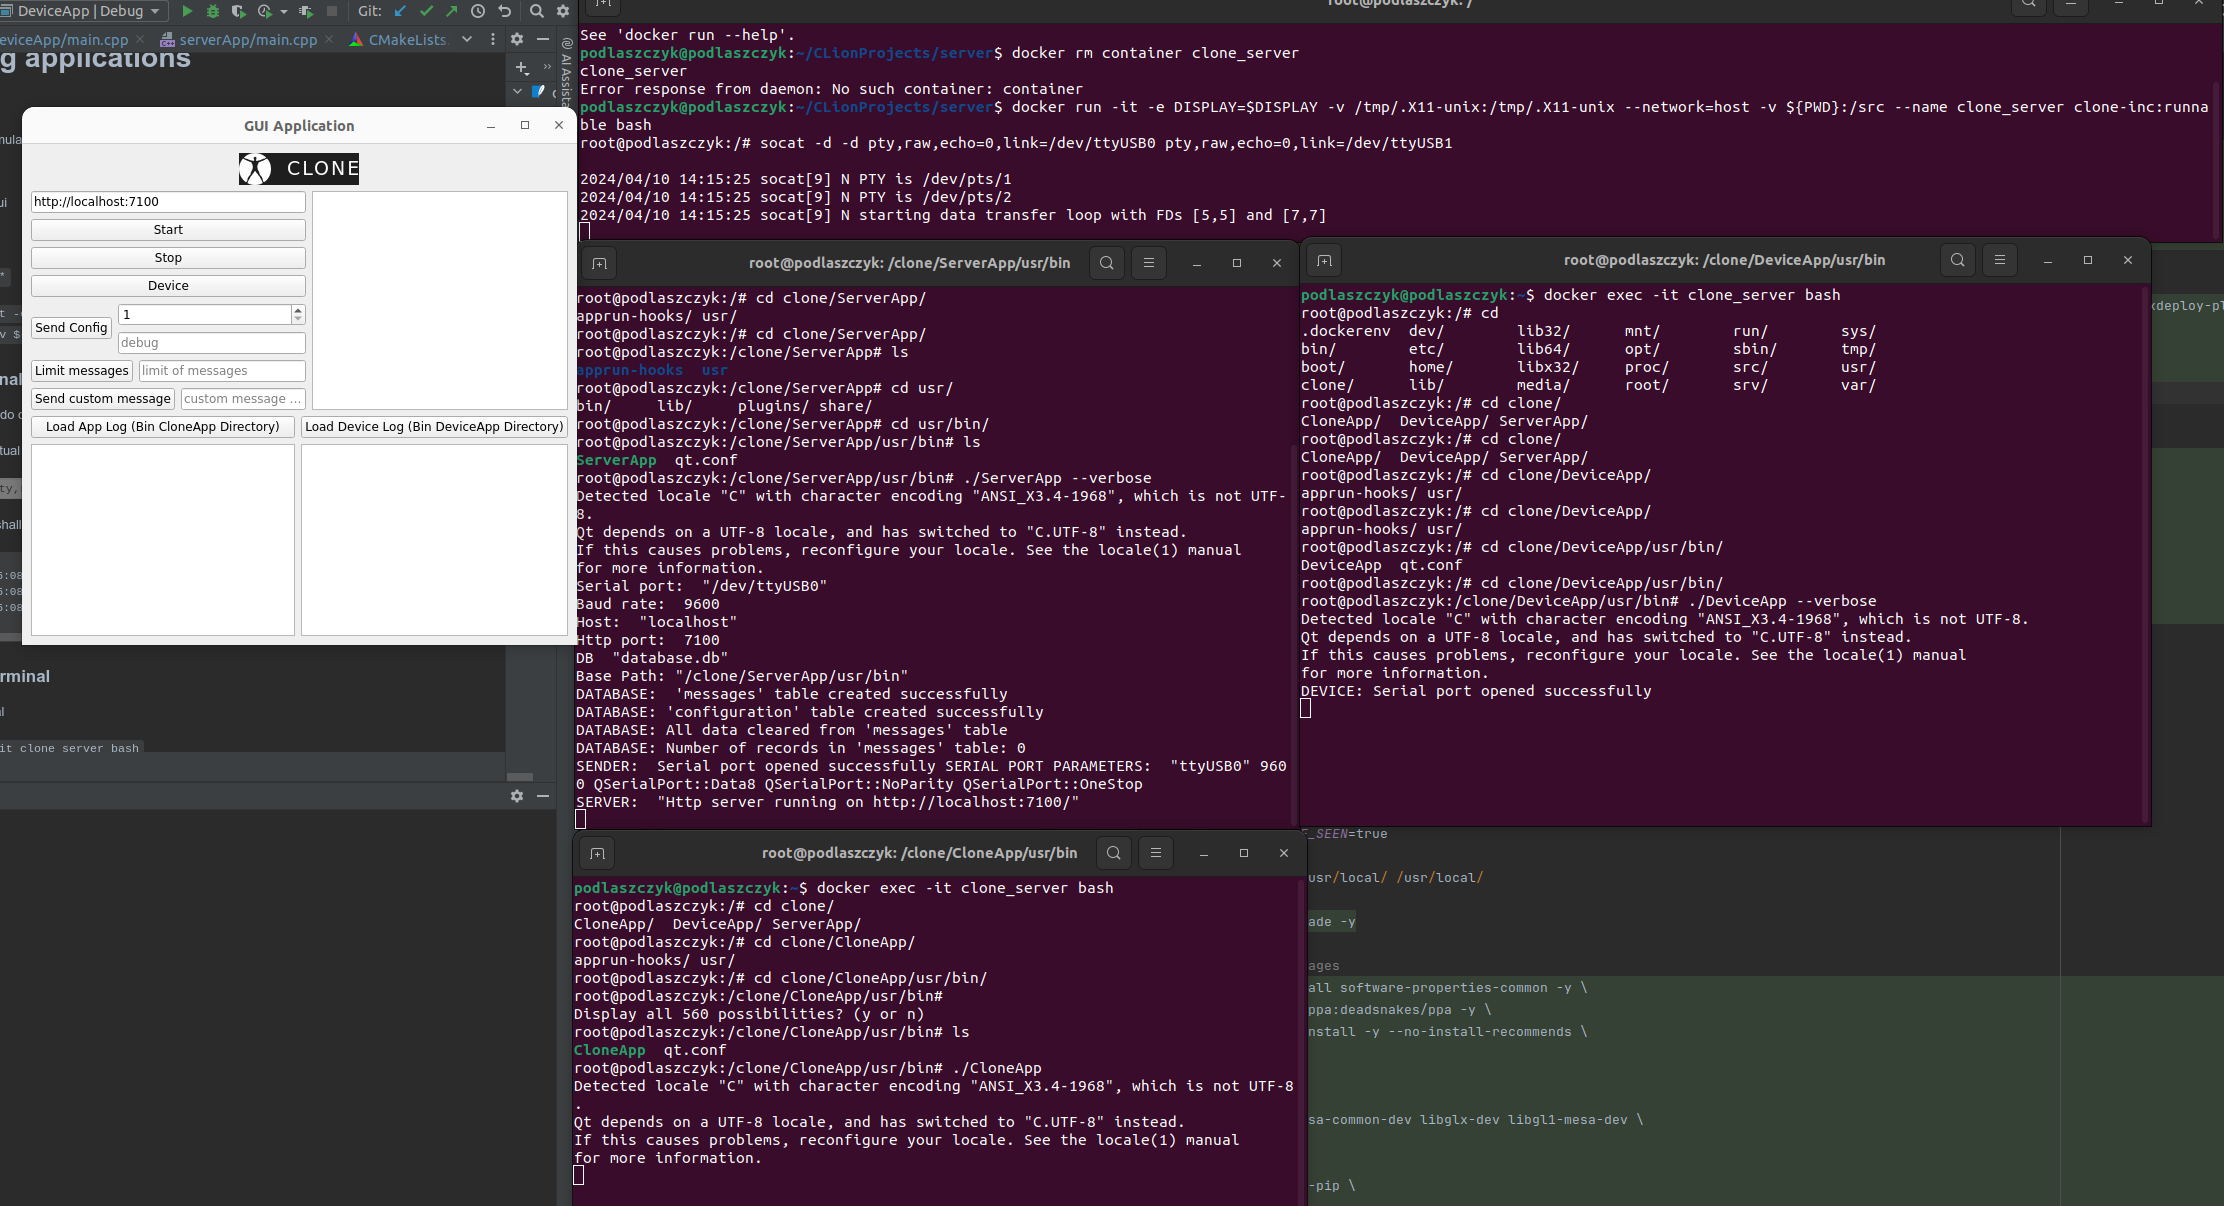 DeviceApp | Debug
Git:
eviceApp/main.cpp
serverApp/main.cpp
CMakeLists.
g applications
AI Assista
mula
ui
t -
v $
nal
do c
tual
ty,
shall
5:08
5:08
5:08
rminal
al
it clone server bash
GUI Application
CLONE
http://localhost:7100
Start
Stop
Device
Send Config
1
debug
Limit messages
limit of messages
Send custom message
custom message ...
Load App Log (Bin CloneApp Directory)
Load Device Log (Bin DeviceApp Directory)
root@podlaszczyk: /
See 'docker run --help'.
podlaszczyk@podlaszczyk:~/CLionProjects/server$ docker rm container clone_server
clone_server
Error response from daemon: No such container: container
podlaszczyk@podlaszczyk:~/CLionProjects/server$ docker run -it -e DISPLAY=$DISPLAY -v /tmp/.X11-unix:/tmp/.X11-unix --network=host -v ${PWD}:/src --name clone_server clone-inc:runna
ble bash
root@podlaszczyk:/# socat -d -d pty,raw,echo=0,link=/dev/ttyUSB0 pty,raw,echo=0,link=/dev/ttyUSB1
2024/04/10 14:15:25 socat[9] N PTY is /dev/pts/1
2024/04/10 14:15:25 socat[9] N PTY is /dev/pts/2
2024/04/10 14:15:25 socat[9] N starting data transfer loop with FDs [5,5] and [7,7]
root@podlaszczyk: /clone/ServerApp/usr/bin
root@podlaszczyk:/# cd clone/ServerApp/
apprun-hooks/ usr/
root@podlaszczyk:/# cd clone/ServerApp/
root@podlaszczyk:/clone/ServerApp# ls
apprun-hooks  usr
root@podlaszczyk:/clone/ServerApp# cd usr/
bin/     lib/     plugins/ share/
root@podlaszczyk:/clone/ServerApp# cd usr/bin/
root@podlaszczyk:/clone/ServerApp/usr/bin# ls
ServerApp  qt.conf
root@podlaszczyk:/clone/ServerApp/usr/bin# ./ServerApp --verbose
Detected locale "C" with character encoding "ANSI_X3.4-1968", which is not UTF-
8.
Qt depends on a UTF-8 locale, and has switched to "C.UTF-8" instead.
If this causes problems, reconfigure your locale. See the locale(1) manual
for more information.
Serial port:  "/dev/ttyUSB0"
Baud rate:  9600
Host:  "localhost"
Http port:  7100
DB  "database.db"
Base Path: "/clone/ServerApp/usr/bin"
DATABASE:  'messages' table created successfully
DATABASE: 'configuration' table created successfully
DATABASE: All data cleared from 'messages' table
DATABASE: Number of records in 'messages' table: 0
SENDER:  Serial port opened successfully SERIAL PORT PARAMETERS:  "ttyUSB0" 960
0 QSerialPort::Data8 QSerialPort::NoParity QSerialPort::OneStop
SERVER:  "Http server running on http://localhost:7100/"
root@podlaszczyk: /clone/DeviceApp/usr/bin
podlaszczyk@podlaszczyk:~$ docker exec -it clone_server bash
root@podlaszczyk:/# cd
.dockerenv  dev/        lib32/      mnt/        run/        sys/
bin/        etc/        lib64/      opt/        sbin/       tmp/
boot/       home/       libx32/     proc/       src/        usr/
clone/      lib/        media/      root/       srv/        var/
root@podlaszczyk:/# cd clone/
CloneApp/  DeviceApp/ ServerApp/
root@podlaszczyk:/# cd clone/
CloneApp/  DeviceApp/ ServerApp/
root@podlaszczyk:/# cd clone/DeviceApp/
apprun-hooks/ usr/
root@podlaszczyk:/# cd clone/DeviceApp/
apprun-hooks/ usr/
root@podlaszczyk:/# cd clone/DeviceApp/usr/bin/
DeviceApp  qt.conf
root@podlaszczyk:/# cd clone/DeviceApp/usr/bin/
root@podlaszczyk:/clone/DeviceApp/usr/bin# ./DeviceApp --verbose
Detected locale "C" with character encoding "ANSI_X3.4-1968", which is not UTF-8.
Qt depends on a UTF-8 locale, and has switched to "C.UTF-8" instead.
If this causes problems, reconfigure your locale. See the locale(1) manual
for more information.
DEVICE: Serial port opened successfully
xdeploy-pl
root@podlaszczyk: /clone/CloneApp/usr/bin
podlaszczyk@podlaszczyk:~$ docker exec -it clone_server bash
root@podlaszczyk:/# cd clone/
CloneApp/  DeviceApp/ ServerApp/
root@podlaszczyk:/# cd clone/CloneApp/
apprun-hooks/ usr/
root@podlaszczyk:/# cd clone/CloneApp/usr/bin/
root@podlaszczyk:/clone/CloneApp/usr/bin#
Display all 560 possibilities? (y or n)
root@podlaszczyk:/clone/CloneApp/usr/bin# ls
CloneApp  qt.conf
root@podlaszczyk:/clone/CloneApp/usr/bin# ./CloneApp
Detected locale "C" with character encoding "ANSI_X3.4-1968", which is not UTF-8
.
Qt depends on a UTF-8 locale, and has switched to "C.UTF-8" instead.
If this causes problems, reconfigure your locale. See the locale(1) manual
for more information.
_SEEN=true
usr/local/ /usr/local/
ade -y
ages
all software-properties-common -y \
ppa:deadsnakes/ppa -y \
nstall -y --no-install-recommends \
sa-common-dev libglx-dev libgl1-mesa-dev \
-pip \